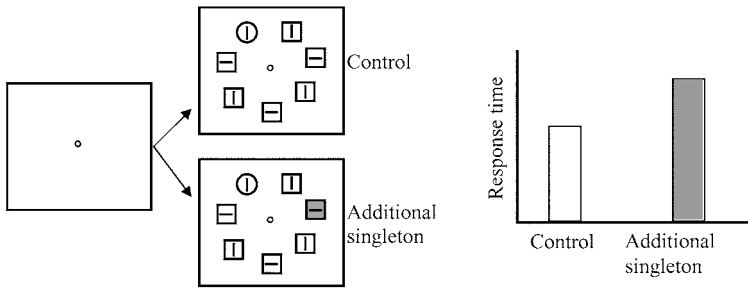 Control
Additional
singleton
Response time
Control
Additional
singleton